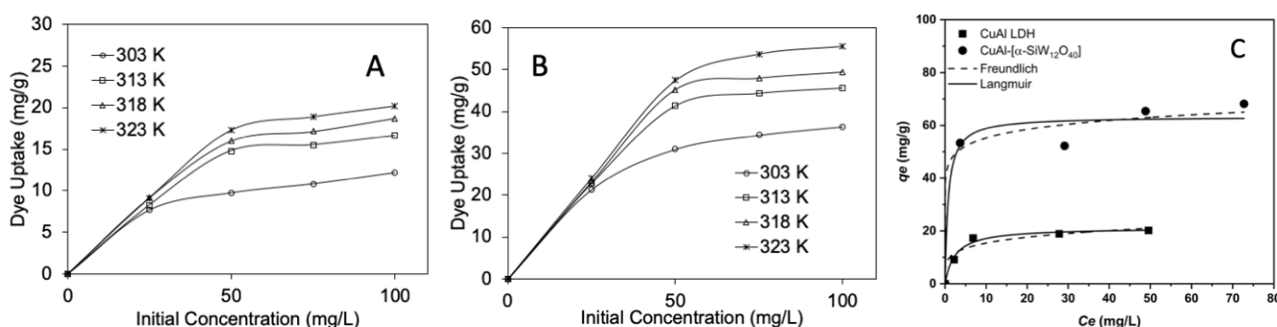 A
Dye Uptake (mg/g)
30
25
20
15
10
5
0
303 K
313 K
318 K
323 K
0
50
100
Initial Concentration (mg/L)
B
Dye Uptake (mg/g)
60
50
40
30
20
10
0
303 K
313 K
318 K
323 K
0
50
100
Initial Concentration (mg/L)
C
qe (mg/g)
100
80
60
40
20
0
CuAl LDH
CuAl-[α-SiW₁₂O₄₀]
Freundlich
Langmuir
0 10 20 30 40 50 60 70 80
Ce (mg/L)